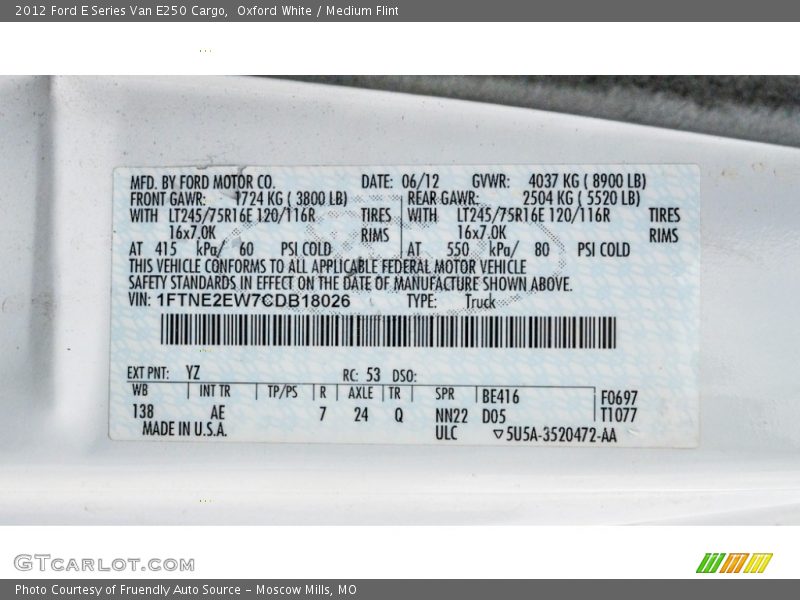 2012 Ford E Series Van E250 Cargo,  Oxford White / Medium Flint
MFD. BY FORD MOTOR CO. DATE: 06/12 GVWR: 4037 KG ( 8900 LB)
FRONT GAWR: 1724 KG ( 3800 LB) REAR GAWR: 2504 KG ( 5520 LB)
WITH LT245/75R16E 120/116R TIRES WITH LT245/75R16E 120/116R TIRES
16x7.0K RIMS 16x7.0K RIMS
AT 415 kPa/ 60 PSI COLD AT 550 kPa/ 80 PSI COLD
THIS VEHICLE CONFORMS TO ALL APPLICABLE FEDERAL MOTOR VEHICLE
SAFETY STANDARDS IN EFFECT ON THE DATE OF MANUFACTURE SHOWN ABOVE.
VIN: 1FTNE2EW7CDB18026 TYPE: Truck
EXT PNT: YZ RC: 53 DSO:
WB INT TR TP/PS R AXLE TR SPR BE416 F0697
138 AE 7 24 Q NN22 D05 T1077
MADE IN U.S.A. ULC ▽5U5A-3520472-AA
GTCARLOT.COM
Photo Courtesy of Fruendly Auto Source – Moscow Mills, MO